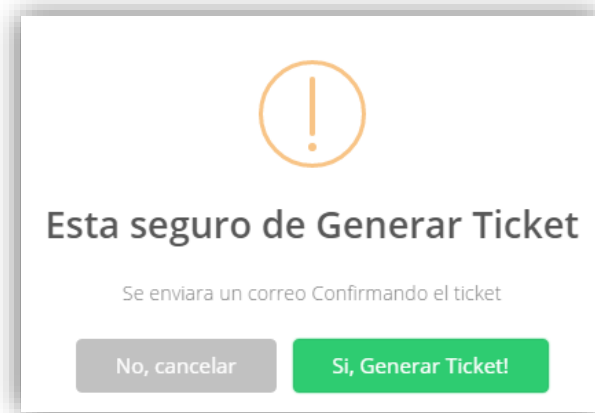 Esta seguro de Generar Ticket
Se enviara un correo Confirmando el ticket
No, cancelar
Si, Generar Ticket!